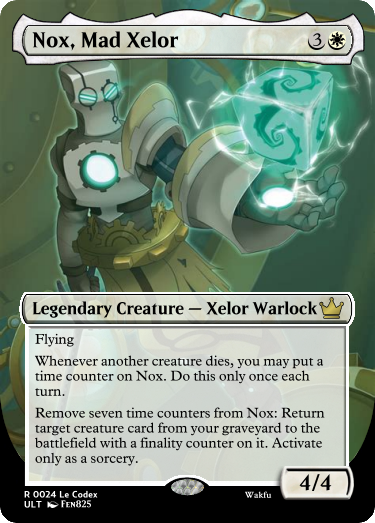 Nox, Mad Xelor 3
Legendary Creature — Xelor Warlock
Flying
Whenever another creature dies, you may put a
time counter on Nox. Do this only once each
turn.
Remove seven time counters from Nox: Return
target creature card from your graveyard to the
battlefield with a finality counter on it. Activate
only as a sorcery.
4/4
R 0024 Le Codex
ULT Fen825
Wakfu